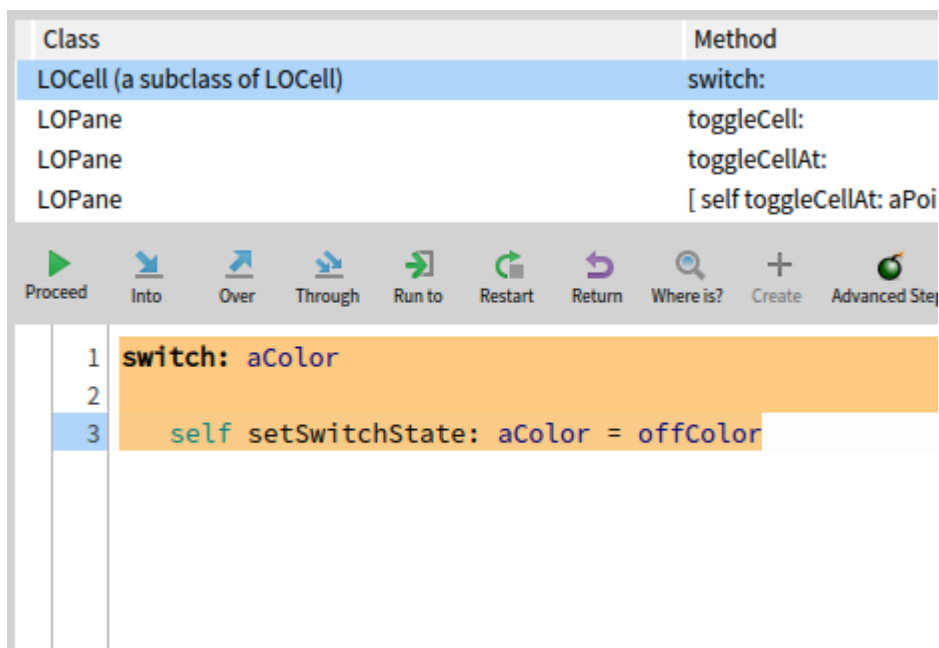 Class Method
LOCell (a subclass of LOCell) switch:
LOPane toggleCell:
LOPane toggleCellAt:
LOPane [ self toggleCellAt: aPoi
Proceed Into Over Through Run to Restart Return Where is? Create Advanced Step
1 switch: aColor
2
3 self setSwitchState: aColor = offColor